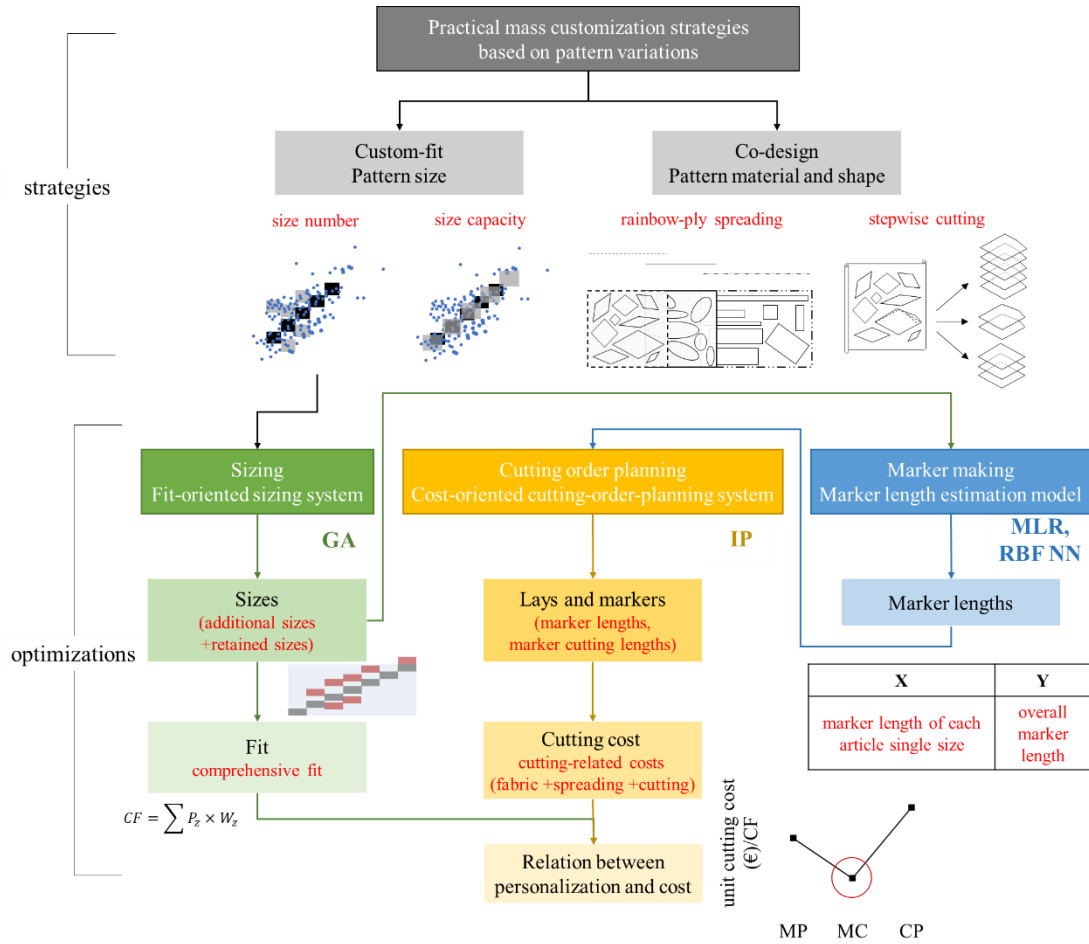 Practical mass customization strategies
based on pattern variations
Custom-fit
Pattern size
Co-design
Pattern material and shape
strategies
size number
size capacity
rainbow-ply spreading
stepwise cutting
Sizing
Fit-oriented sizing system
Cutting order planning
Cost-oriented cutting-order-planning system
Marker making
Marker length estimation model
GA
IP
MLR,
RBF NN
optimizations
Sizes
(additional sizes
+retained sizes)
Lays and markers
(marker lengths,
marker cutting lengths)
Marker lengths
X
Y
marker length of each
article single size
overall
marker
length
Fit
comprehensive fit
Cutting cost
cutting-related costs
(fabric +spreading +cutting)
CF = ∑ P_z × W_z
Relation between
personalization and cost
unit cutting cost
(€)/CF
MP
MC
CP